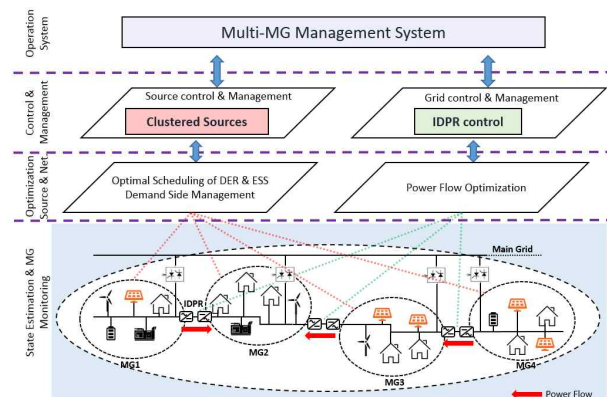 Operation
System
Multi-MG Management System
Control &
Management
Source control & Management
Clustered Sources
Grid control & Management
IDPR control
Optimization
Source & Net.
Optimal Scheduling of DER & ESS
Demand Side Management
Power Flow Optimization
State Estimation & MG
Monitoring
Main Grid
IDPR
MG1
MG2
MG3
MG4
Power Flow